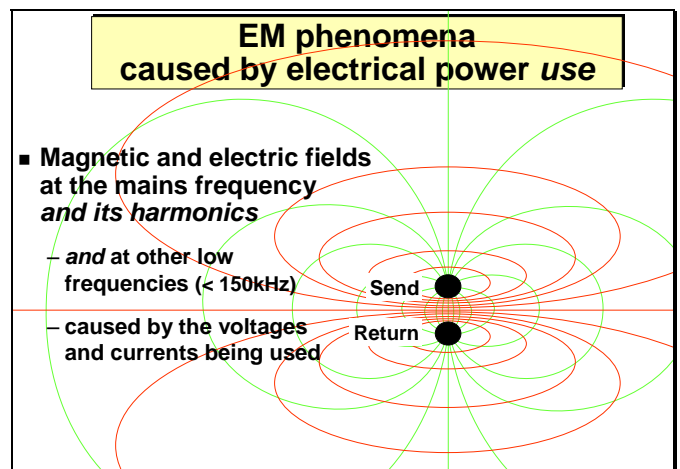 EM phenomena
caused by electrical power use
■ Magnetic and electric fields
at the mains frequency
and its harmonics
– and at other low
frequencies (< 150kHz)
– caused by the voltages
and currents being used
Send
Return